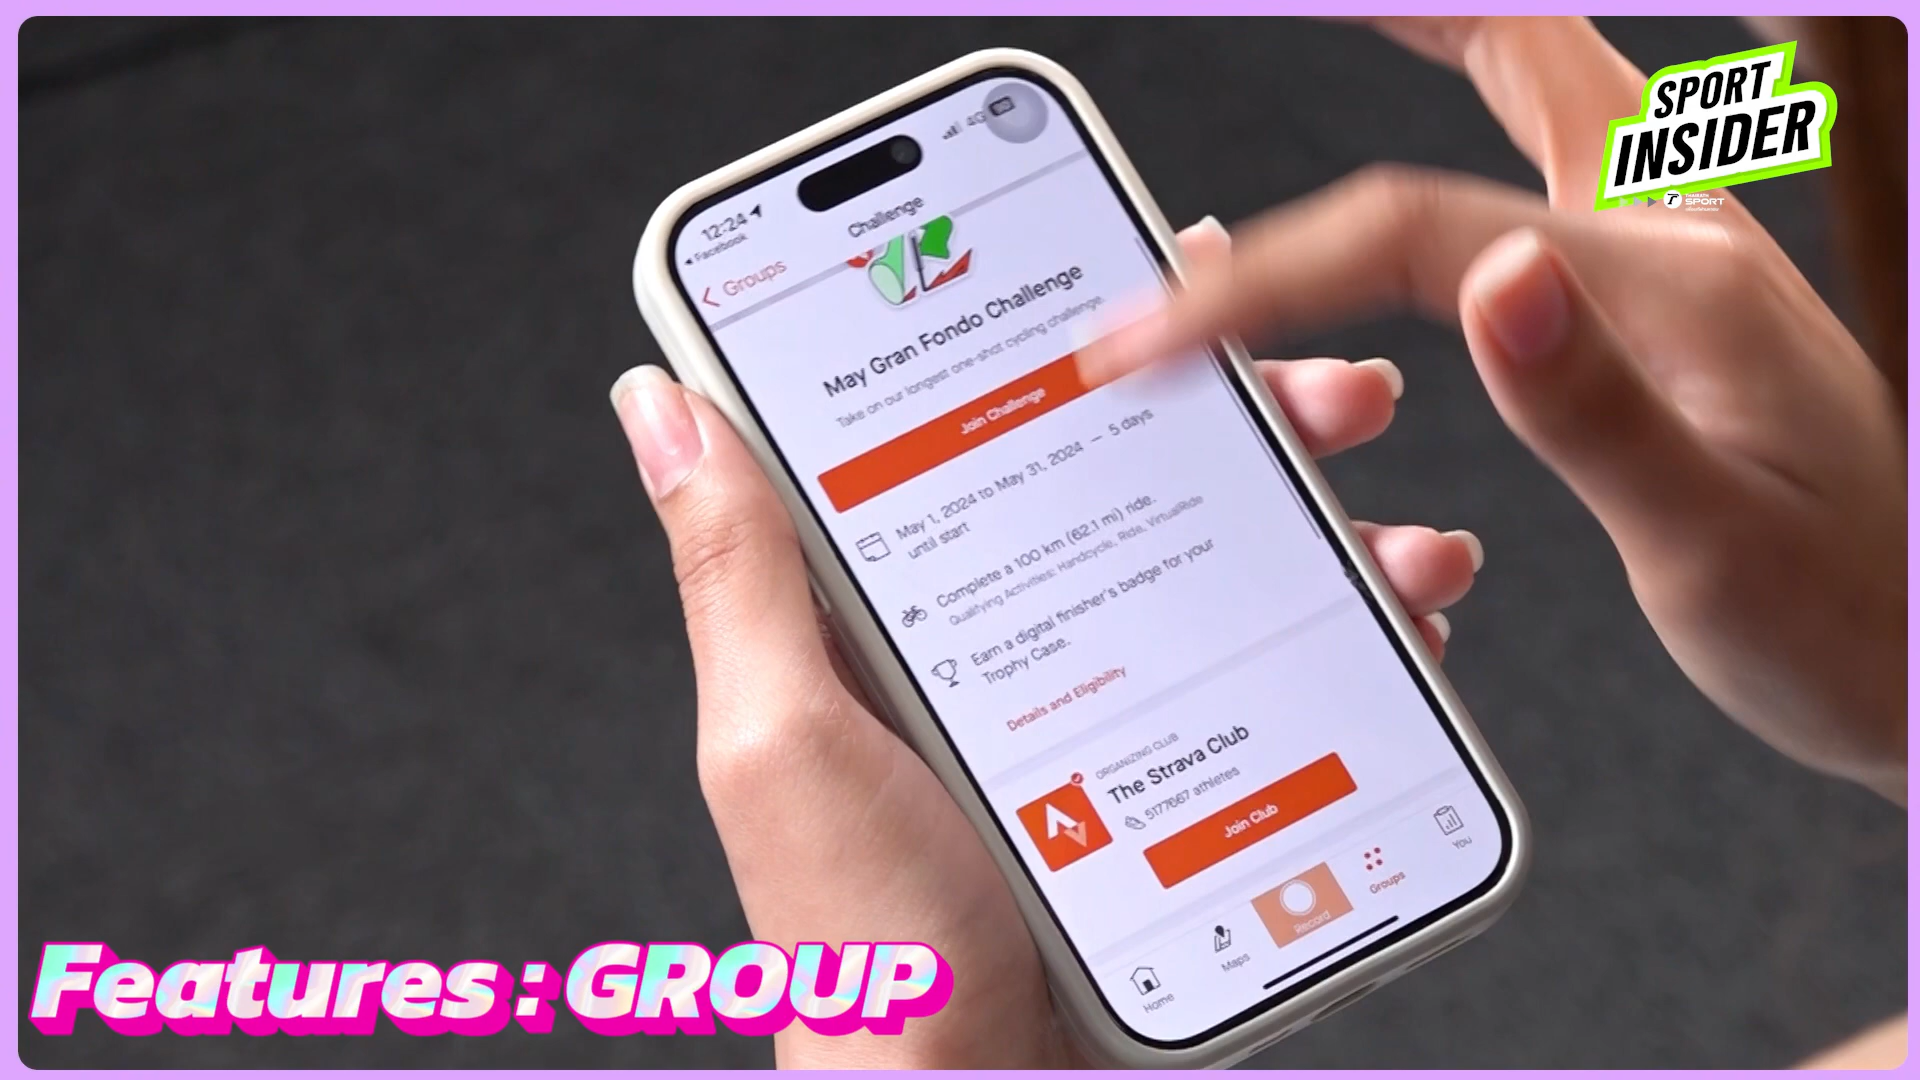 SPORT
INSIDER
SPORT
12:24
4G
Facebook
Challenge
Groups
May Gran Fondo Challenge
Take on our longest one-shot cycling challenge.
Join Challenge
May 1, 2024 to May 31, 2024 — 5 days
until start
Complete a 100 km (62.1 mi) ride.
Qualifying Activities: Handcycle, Ride, VirtualRide
Earn a digital finisher's badge for your
Trophy Case.
Details and Eligibility
ORGANIZING CLUB
The Strava Club
5177667 athletes
Join Club
Home
Maps
Record
Groups
You
Features : GROUP